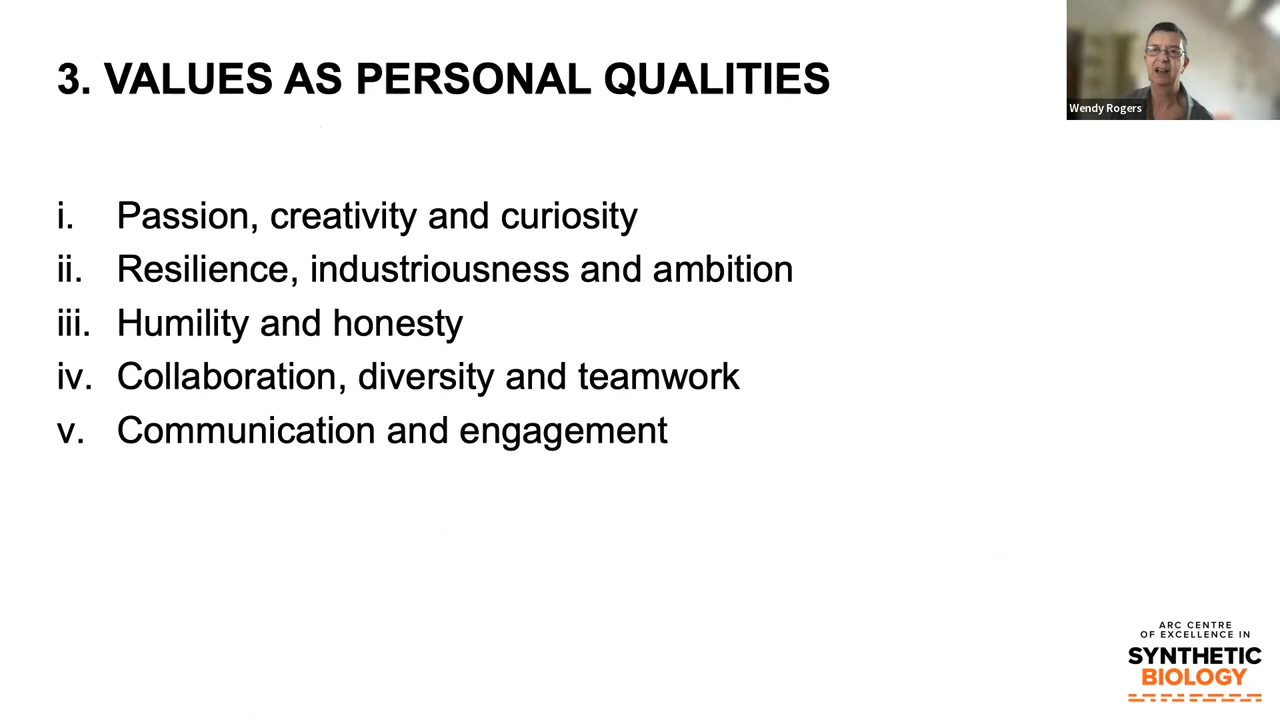 3. VALUES AS PERSONAL QUALITIES
Wendy Rogers
i. Passion, creativity and curiosity
ii. Resilience, industriousness and ambition
iii. Humility and honesty
iv. Collaboration, diversity and teamwork
v. Communication and engagement
ARC CENTRE
OF EXCELLENCE IN
SYNTHETIC
BIOLOGY